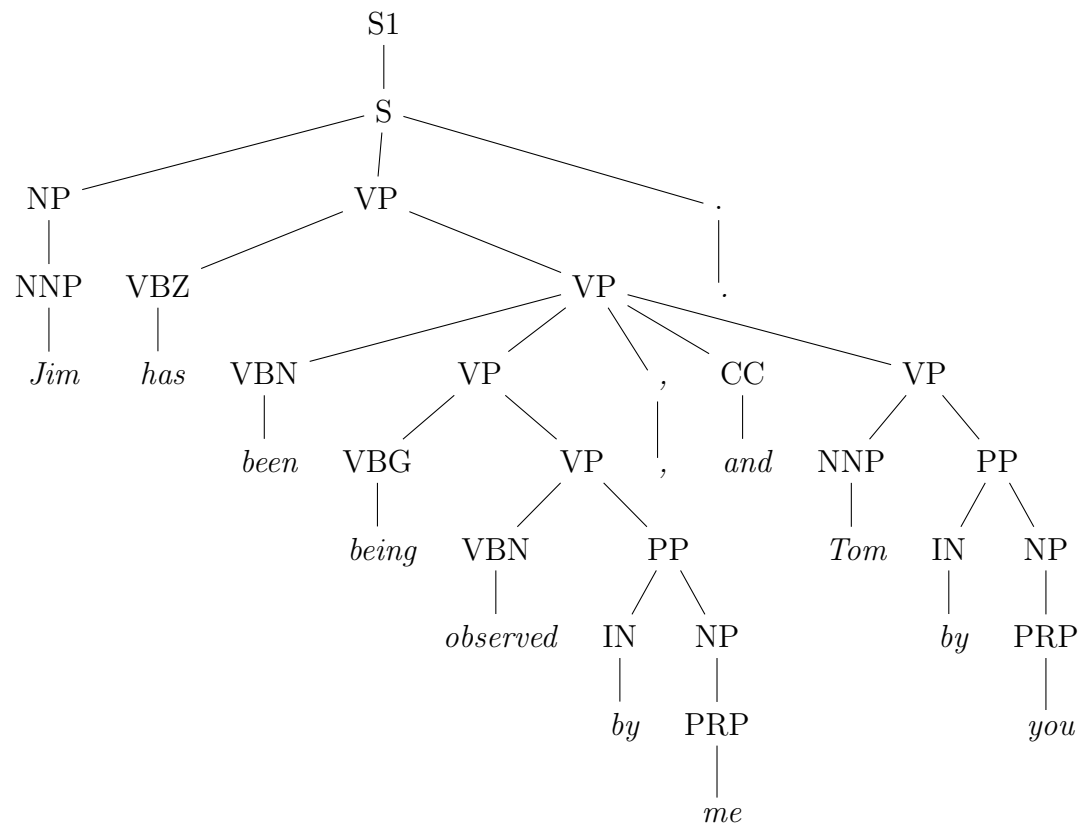 S1
S
NP VP .
NNP VBZ VP .
Jim has VBN VP , CC VP
been VBG VP , and NNP PP
being VBN PP Tom IN NP
observed IN NP by PRP
by PRP you
me